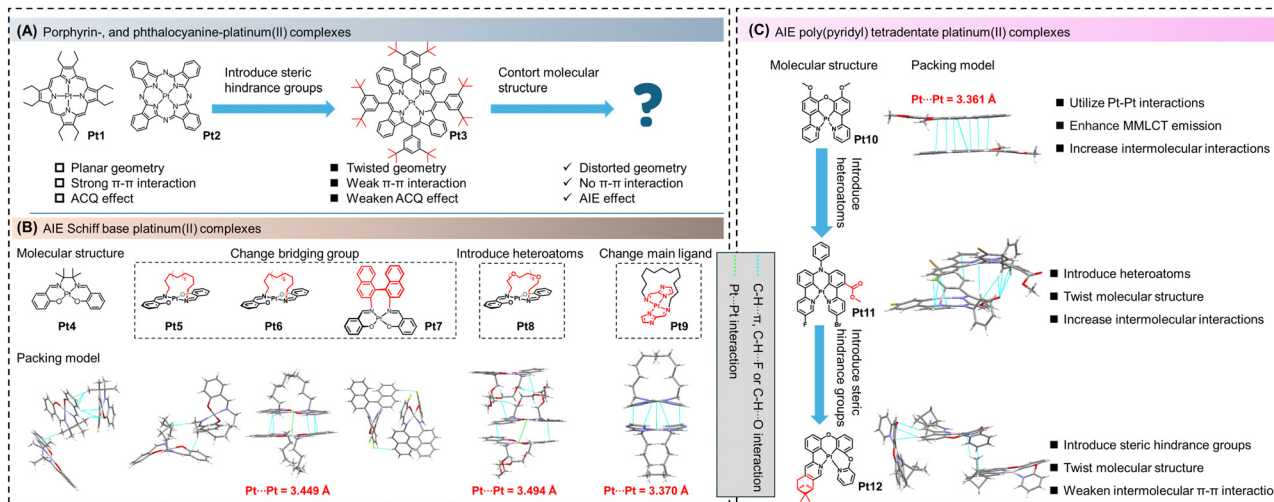 (A) Porphyrin-, and phthalocyanine-platinum(II) complexes
Introduce steric
hindrance groups
Contort molecular
structure
?
Pt1
Pt2
Pt3
□ Planar geometry
□ Strong π-π interaction
□ ACQ effect
■ Twisted geometry
■ Weak π-π interaction
■ Weaken ACQ effect
✓ Distorted geometry
✓ No π-π interaction
✓ AIE effect
(B) AIE Schiff base platinum(II) complexes
Molecular structure
Change bridging group
Introduce heteroatoms
Change main ligand
Pt4
Pt5
Pt6
Pt7
Pt8
Pt9
Packing model
Pt···Pt = 3.449 Å
Pt···Pt = 3.494 Å
Pt···Pt = 3.370 Å
Pt···Pt interaction
C-H···π, C-H···F or C-H···O interaction
(C) AIE poly(pyridyl) tetradentate platinum(II) complexes
Molecular structure
Packing model
Pt···Pt = 3.361 Å
Pt10
■ Utilize Pt-Pt interactions
■ Enhance MMLCT emission
■ Increase intermolecular interactions
Introduce
heteroatoms
Pt11
■ Introduce heteroatoms
■ Twist molecular structure
■ Increase intermolecular interactions
Introduce steric
hindrance groups
Pt12
■ Introduce steric hindrance groups
■ Twist molecular structure
■ Weaken intermolecular π-π interactio